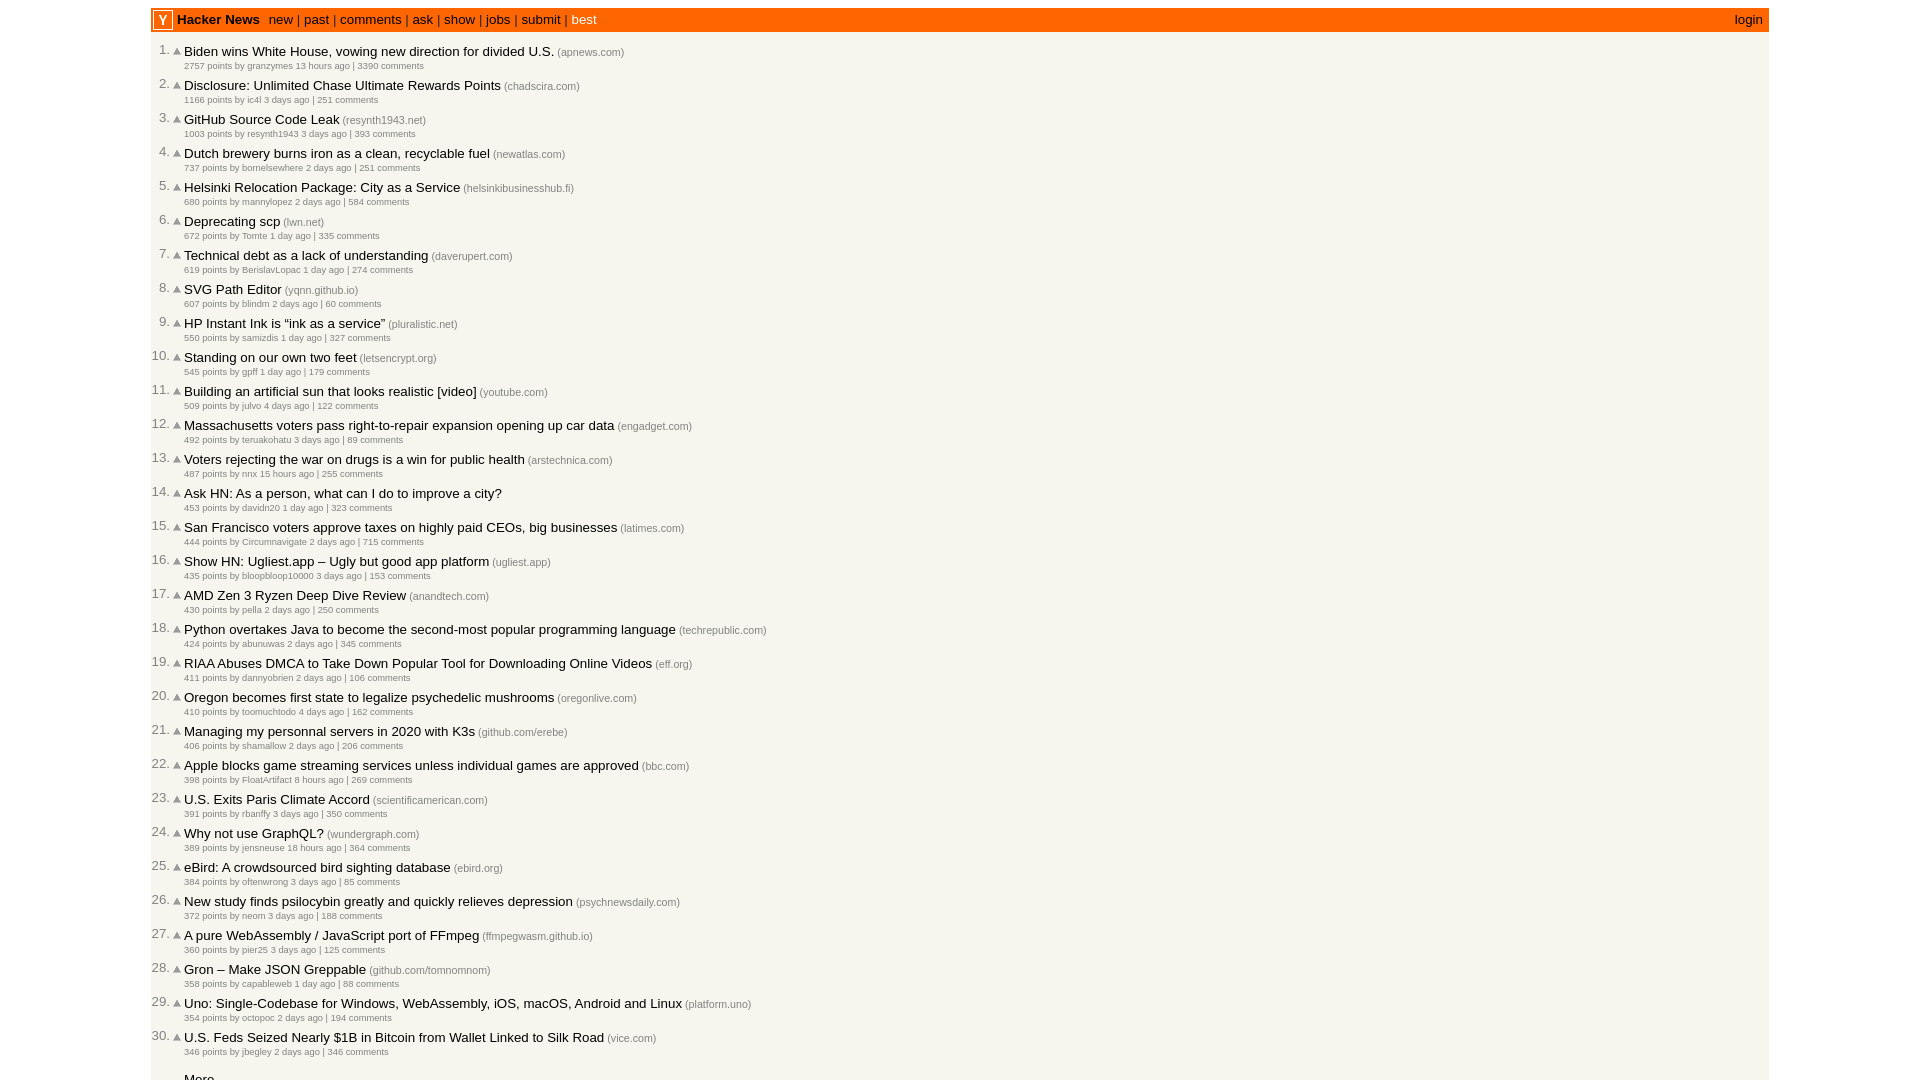 Y Hacker News new | past | comments | ask | show | jobs | submit | best login
1. Biden wins White House, vowing new direction for divided U.S. (apnews.com)
2757 points by granzymes 13 hours ago | 3390 comments
2. Disclosure: Unlimited Chase Ultimate Rewards Points (chadscira.com)
1166 points by ic4l 3 days ago | 251 comments
3. GitHub Source Code Leak (resynth1943.net)
1003 points by resynth1943 3 days ago | 393 comments
4. Dutch brewery burns iron as a clean, recyclable fuel (newatlas.com)
737 points by bornelsewhere 2 days ago | 251 comments
5. Helsinki Relocation Package: City as a Service (helsinkibusinesshub.fi)
680 points by mannylopez 2 days ago | 584 comments
6. Deprecating scp (lwn.net)
672 points by Tomte 1 day ago | 335 comments
7. Technical debt as a lack of understanding (daverupert.com)
619 points by BerislavLopac 1 day ago | 274 comments
8. SVG Path Editor (yqnn.github.io)
607 points by blindm 2 days ago | 60 comments
9. HP Instant Ink is “ink as a service” (pluralistic.net)
550 points by samizdis 1 day ago | 327 comments
10. Standing on our own two feet (letsencrypt.org)
545 points by gpff 1 day ago | 179 comments
11. Building an artificial sun that looks realistic [video] (youtube.com)
509 points by julvo 4 days ago | 122 comments
12. Massachusetts voters pass right-to-repair expansion opening up car data (engadget.com)
492 points by teruakohatu 3 days ago | 89 comments
13. Voters rejecting the war on drugs is a win for public health (arstechnica.com)
487 points by nnx 15 hours ago | 255 comments
14. Ask HN: As a person, what can I do to improve a city?
453 points by davidn20 1 day ago | 323 comments
15. San Francisco voters approve taxes on highly paid CEOs, big businesses (latimes.com)
444 points by Circumnavigate 2 days ago | 715 comments
16. Show HN: Ugliest.app – Ugly but good app platform (ugliest.app)
435 points by bloopbloop10000 3 days ago | 153 comments
17. AMD Zen 3 Ryzen Deep Dive Review (anandtech.com)
430 points by pella 2 days ago | 250 comments
18. Python overtakes Java to become the second-most popular programming language (techrepublic.com)
424 points by abunuwas 2 days ago | 345 comments
19. RIAA Abuses DMCA to Take Down Popular Tool for Downloading Online Videos (eff.org)
411 points by dannyobrien 2 days ago | 106 comments
20. Oregon becomes first state to legalize psychedelic mushrooms (oregonlive.com)
410 points by toomuchtodo 4 days ago | 162 comments
21. Managing my personnal servers in 2020 with K3s (github.com/erebe)
406 points by shamallow 2 days ago | 206 comments
22. Apple blocks game streaming services unless individual games are approved (bbc.com)
398 points by FloatArtifact 8 hours ago | 269 comments
23. U.S. Exits Paris Climate Accord (scientificamerican.com)
391 points by rbanffy 3 days ago | 350 comments
24. Why not use GraphQL? (wundergraph.com)
389 points by jensneuse 18 hours ago | 364 comments
25. eBird: A crowdsourced bird sighting database (ebird.org)
384 points by oftenwrong 3 days ago | 85 comments
26. New study finds psilocybin greatly and quickly relieves depression (psychnewsdaily.com)
372 points by neom 3 days ago | 188 comments
27. A pure WebAssembly / JavaScript port of FFmpeg (ffmpegwasm.github.io)
360 points by pier25 3 days ago | 125 comments
28. Gron – Make JSON Greppable (github.com/tomnomnom)
358 points by capableweb 1 day ago | 88 comments
29. Uno: Single-Codebase for Windows, WebAssembly, iOS, macOS, Android and Linux (platform.uno)
354 points by octopoc 2 days ago | 194 comments
30. U.S. Feds Seized Nearly $1B in Bitcoin from Wallet Linked to Silk Road (vice.com)
346 points by jbegley 2 days ago | 346 comments
More